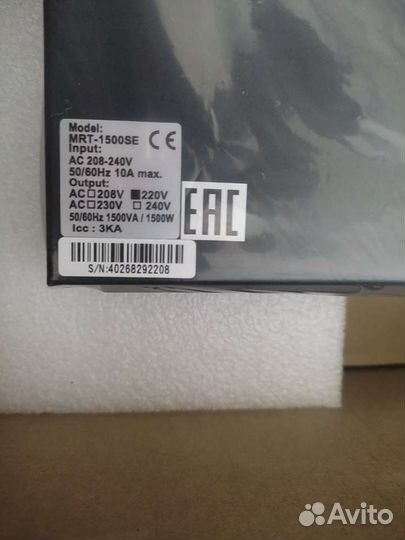 Model:
MRT-1500SE
Input:
AC 208-240V
50/60Hz 10A max.
Output:
AC☐208V ■220V
AC☐230V ☐240V
50/60Hz 1500VA / 1500W
Icc : 3KA
CE
EAC
S/N:40268292208
Avito